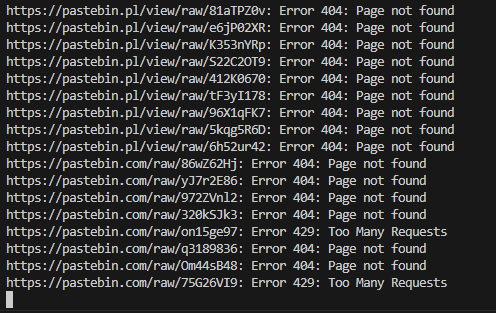 https://pastebin.pl/view/raw/81aTPZ0v: Error 404: Page not found
https://pastebin.pl/view/raw/e6jP02XR: Error 404: Page not found
https://pastebin.pl/view/raw/K353nYRp: Error 404: Page not found
https://pastebin.pl/view/raw/S22C2OT9: Error 404: Page not found
https://pastebin.pl/view/raw/412K0670: Error 404: Page not found
https://pastebin.pl/view/raw/tF3yI178: Error 404: Page not found
https://pastebin.pl/view/raw/96X1qFK7: Error 404: Page not found
https://pastebin.pl/view/raw/5kqg5R6D: Error 404: Page not found
https://pastebin.pl/view/raw/6h52ur42: Error 404: Page not found
https://pastebin.com/raw/86wZ62Hj: Error 404: Page not found
https://pastebin.com/raw/yJ7r2E86: Error 404: Page not found
https://pastebin.com/raw/972ZVnl2: Error 404: Page not found
https://pastebin.com/raw/320kSJk3: Error 404: Page not found
https://pastebin.com/raw/on15ge97: Error 429: Too Many Requests
https://pastebin.com/raw/q3189836: Error 404: Page not found
https://pastebin.com/raw/Om44sB48: Error 404: Page not found
https://pastebin.com/raw/75G26VI9: Error 429: Too Many Requests